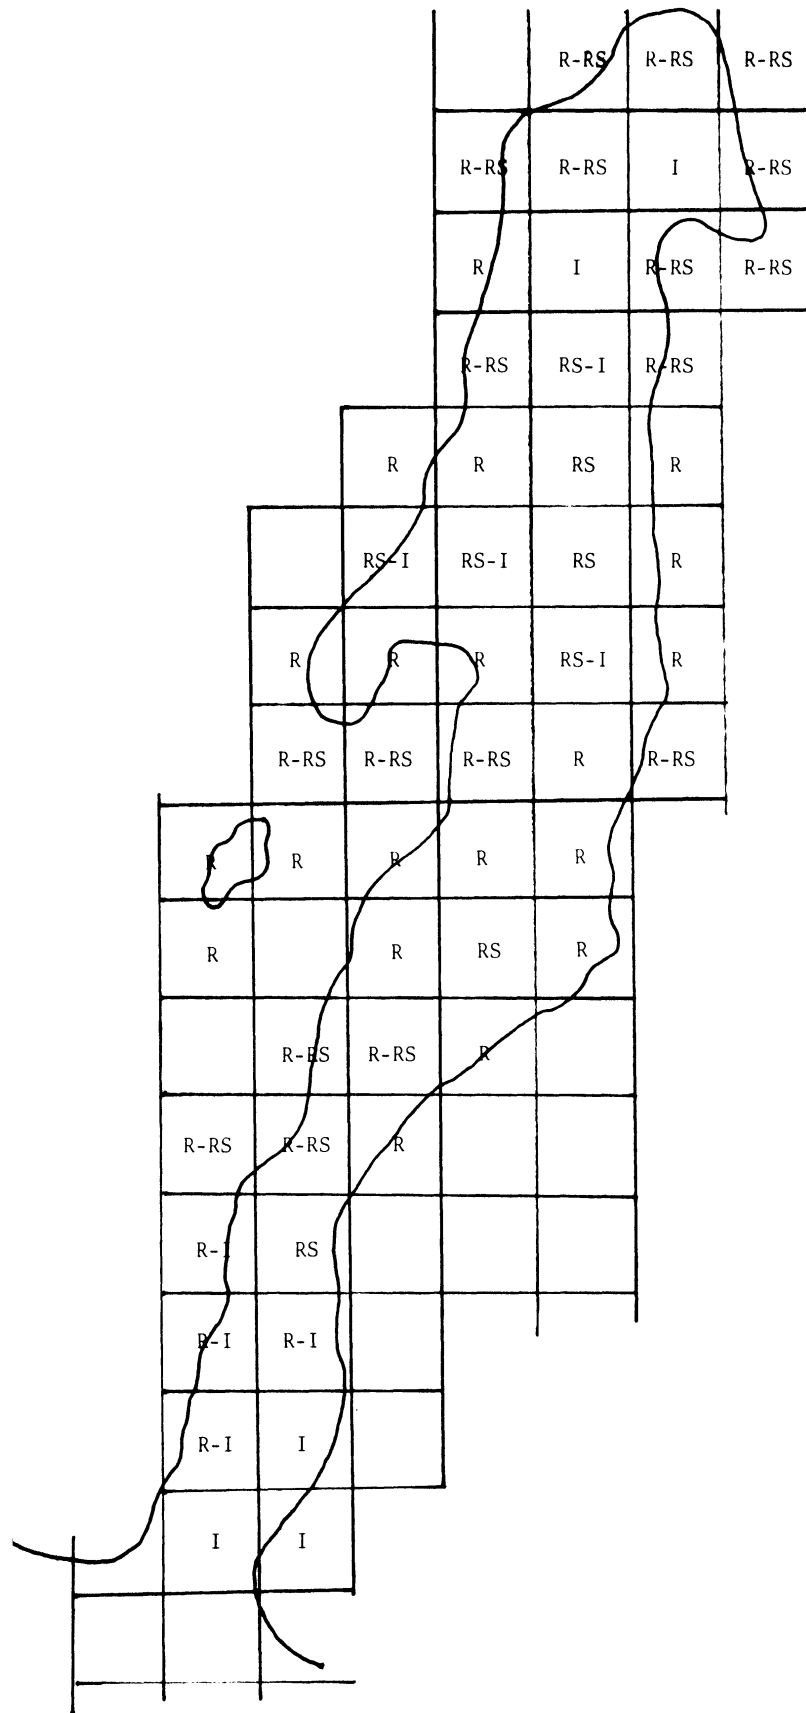 R-RS R-RS R-RS
R-RS R-RS I R-RS
R I R-RS R-RS
R-RS RS-I R-RS
R R RS R
RS-I RS-I RS R
R R R RS-I R
R-RS R-RS R-RS R R-RS
R R R R R
R R RS R
R-RS R-RS R
R-RS R-RS R
R-I RS
R-I R-I
R-I I
I I